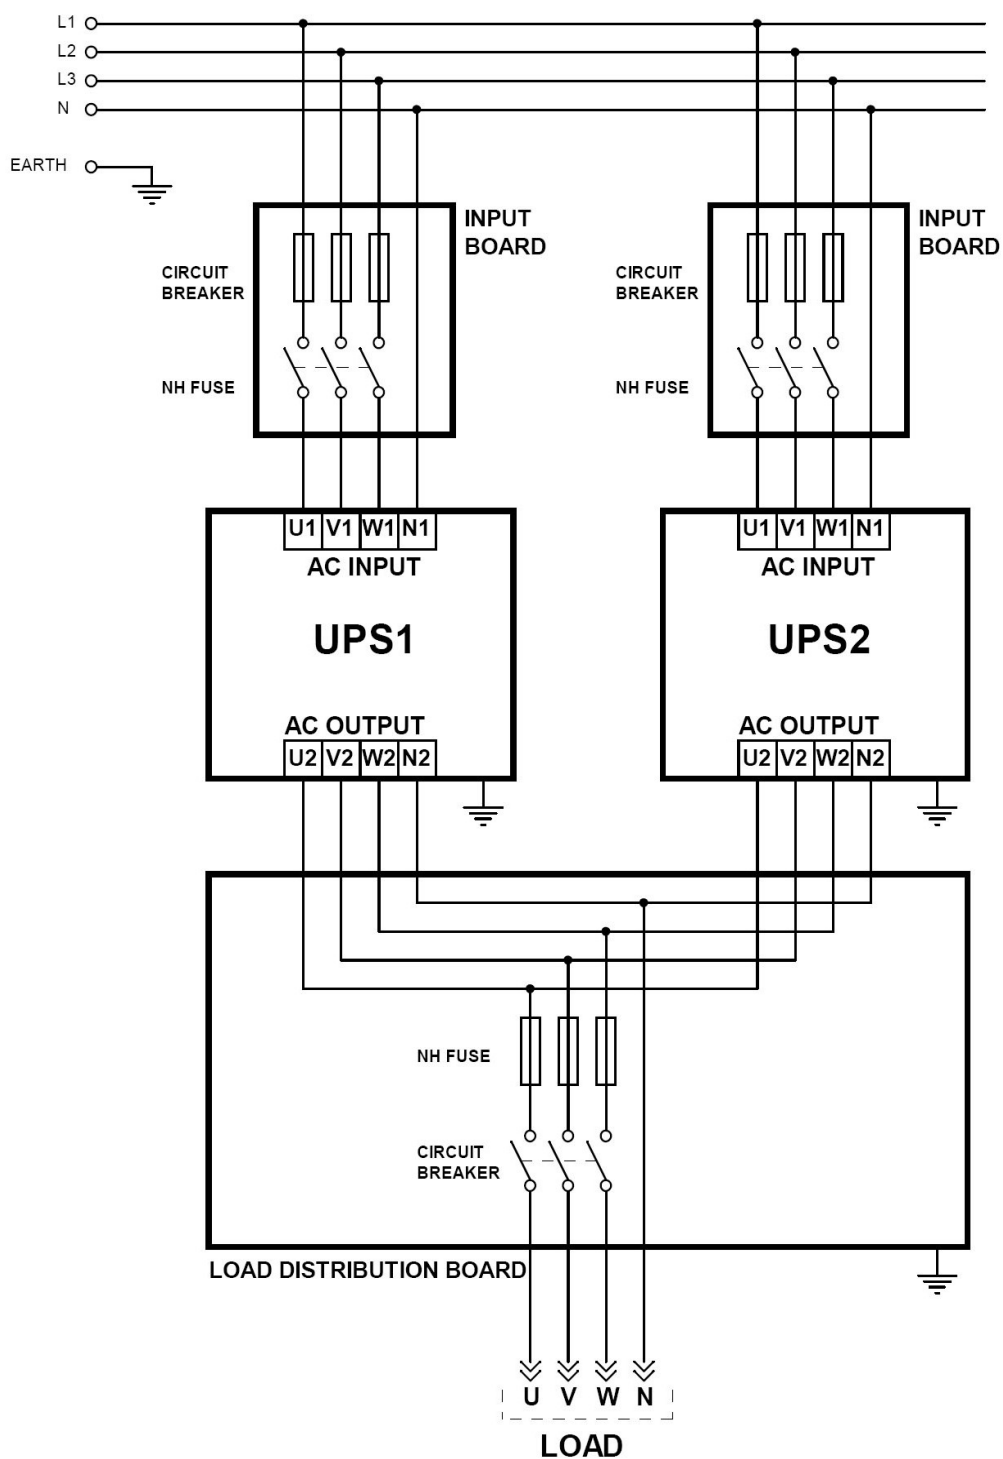 L1
L2
L3
N
EARTH
INPUT
BOARD
INPUT
BOARD
CIRCUIT
BREAKER
CIRCUIT
BREAKER
NH FUSE
NH FUSE
U1 V1 W1 N1
U1 V1 W1 N1
AC INPUT
AC INPUT
UPS1
UPS2
AC OUTPUT
AC OUTPUT
U2 V2 W2 N2
U2 V2 W2 N2
NH FUSE
CIRCUIT
BREAKER
LOAD DISTRIBUTION BOARD
U V W N
LOAD